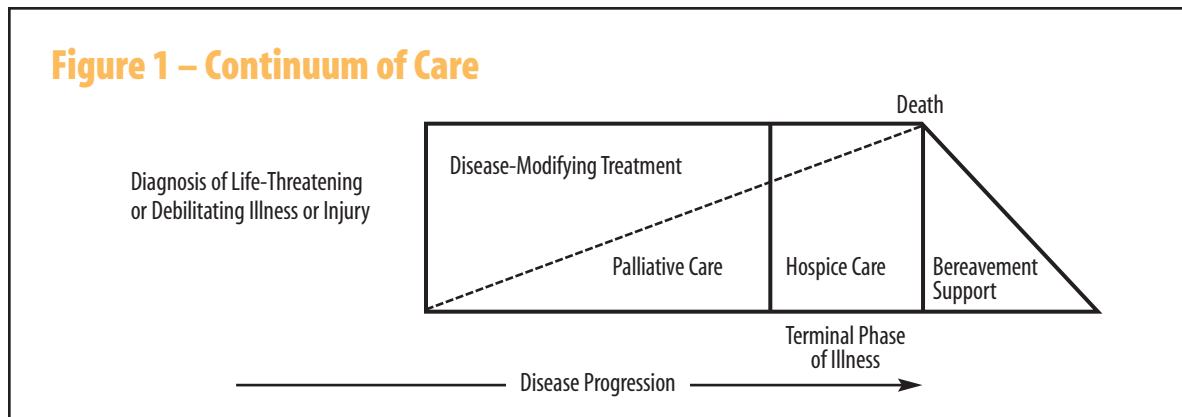 Figure 1 – Continuum of Care
Death
Diagnosis of Life-Threatening
or Debilitating Illness or Injury
Disease-Modifying Treatment
Palliative Care
Hospice Care
Bereavement
Support
Terminal Phase
of Illness
Disease Progression